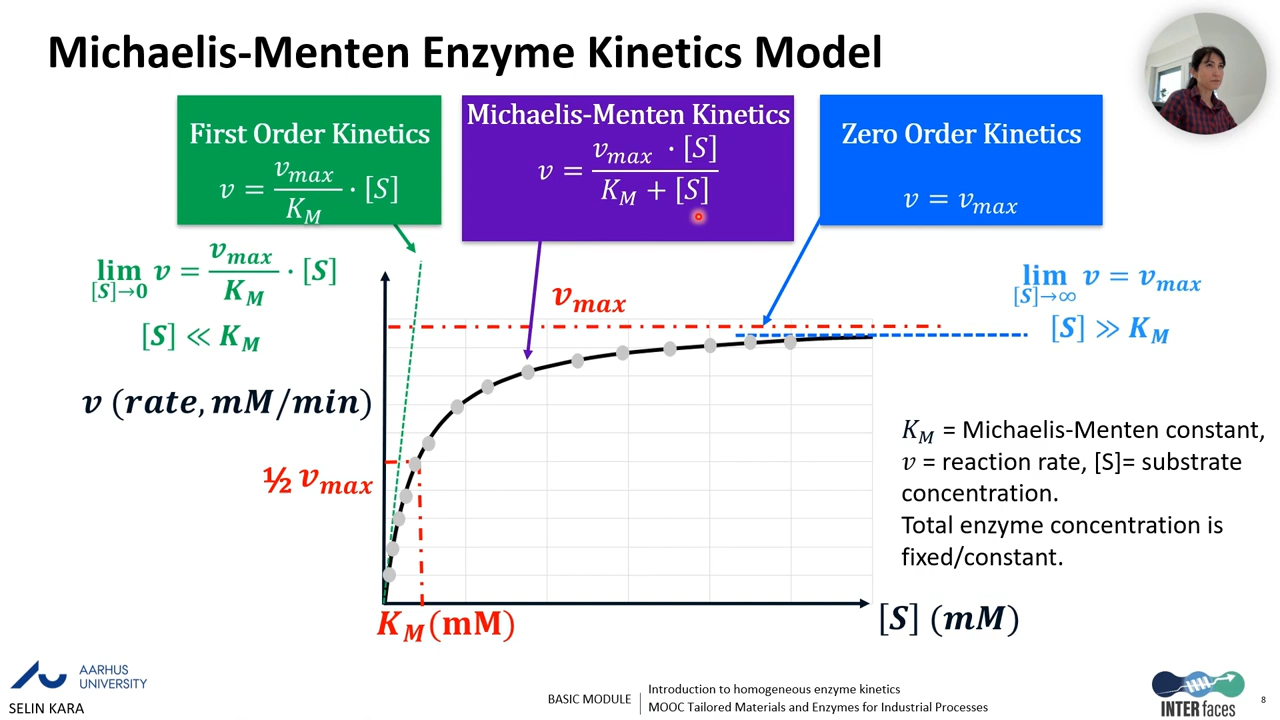 Michaelis-Menten Enzyme Kinetics Model
First Order Kinetics
v = v_max / K_M · [S]
Michaelis-Menten Kinetics
v = v_max · [S] / K_M + [S]
Zero Order Kinetics
v = v_max
lim [S]→0 v = v_max / K_M · [S]
[S] ≪ K_M
v_max
lim [S]→∞ v = v_max
[S] ≫ K_M
v (rate, mM/min)
½ v_max
K_M (mM)
[S] (mM)
K_M = Michaelis-Menten constant,
v = reaction rate, [S]= substrate
concentration.
Total enzyme concentration is
fixed/constant.
AARHUS
UNIVERSITY
SELIN KARA
BASIC MODULE
Introduction to homogeneous enzyme kinetics
MOOC Tailored Materials and Enzymes for Industrial Processes
INTERfaces
8